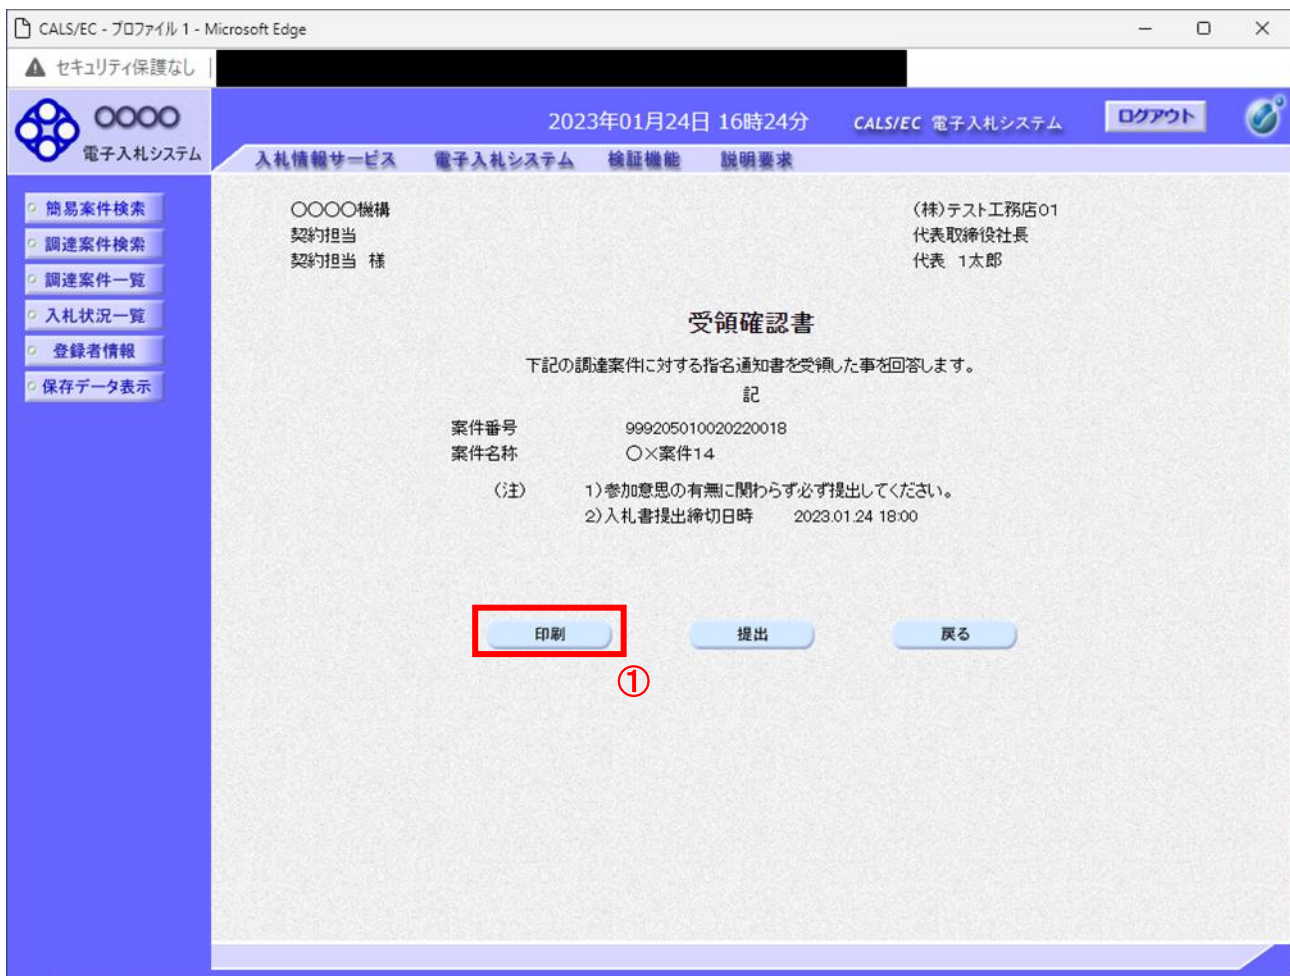 CALS/EC - プロファイル 1 - Microsoft Edge
セキュリティ保護なし
〇〇〇〇
電子入札システム
2023年01月24日 16時24分
CALS/EC 電子入札システム
ログアウト
入札情報サービス 電子入札システム 検証機能 説明要求
簡易案件検索
調達案件検索
調達案件一覧
入札状況一覧
登録者情報
保存データ表示
〇〇〇〇機構
契約担当
契約担当 様
(株)テスト工務店01
代表取締役社長
代表 1太郎
受領確認書
下記の調達案件に対する指名通知書を受領した事を回答します。
記
案件番号 999205010020220018
案件名称 〇×案件14
(注) 1)参加意思の有無に関わらず必ず提出してください。
2)入札書提出締切日時 2023.01.24 18:00
印刷 提出 戻る
①